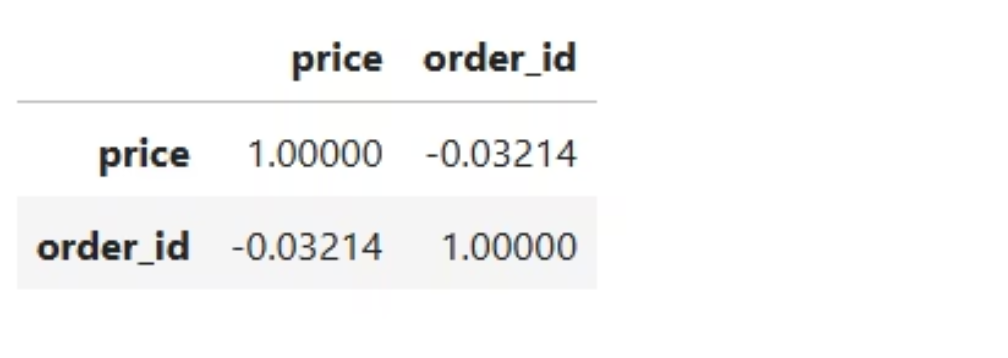 price order_id
price 1.00000 -0.03214
order_id -0.03214 1.00000